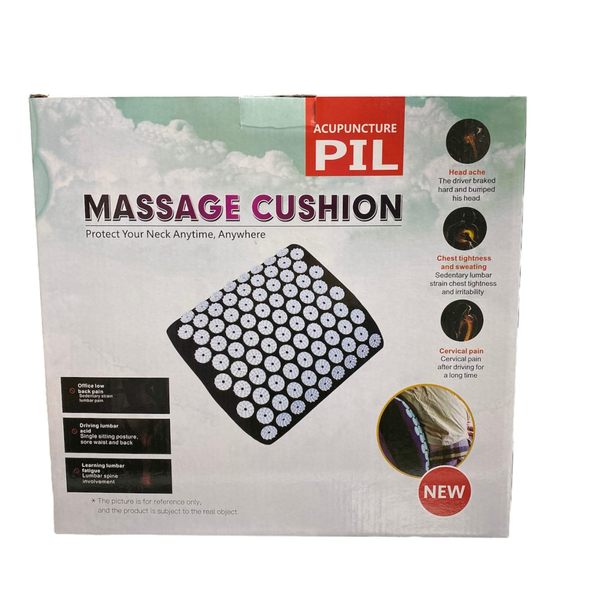 ACUPUNCTURE
PIL
MASSAGE CUSHION
Protect Your Neck Anytime, Anywhere
Head ache
The driver braked
hard and bumped
his head
Chest tightness
and sweating
Sedentary lumbar
strain chest tightness
and irritability
Cervical pain
Cervical pain
after driving for
a long time
Office low
back pain
Sedentary strain
lumbar pain
Driving lumbar
acid
Single sitting posture,
sore waist and back
Learning lumbar
fatigue
Lumbar spine
involvement
* The picture is for reference only,
and the product is subject to the real object
NEW